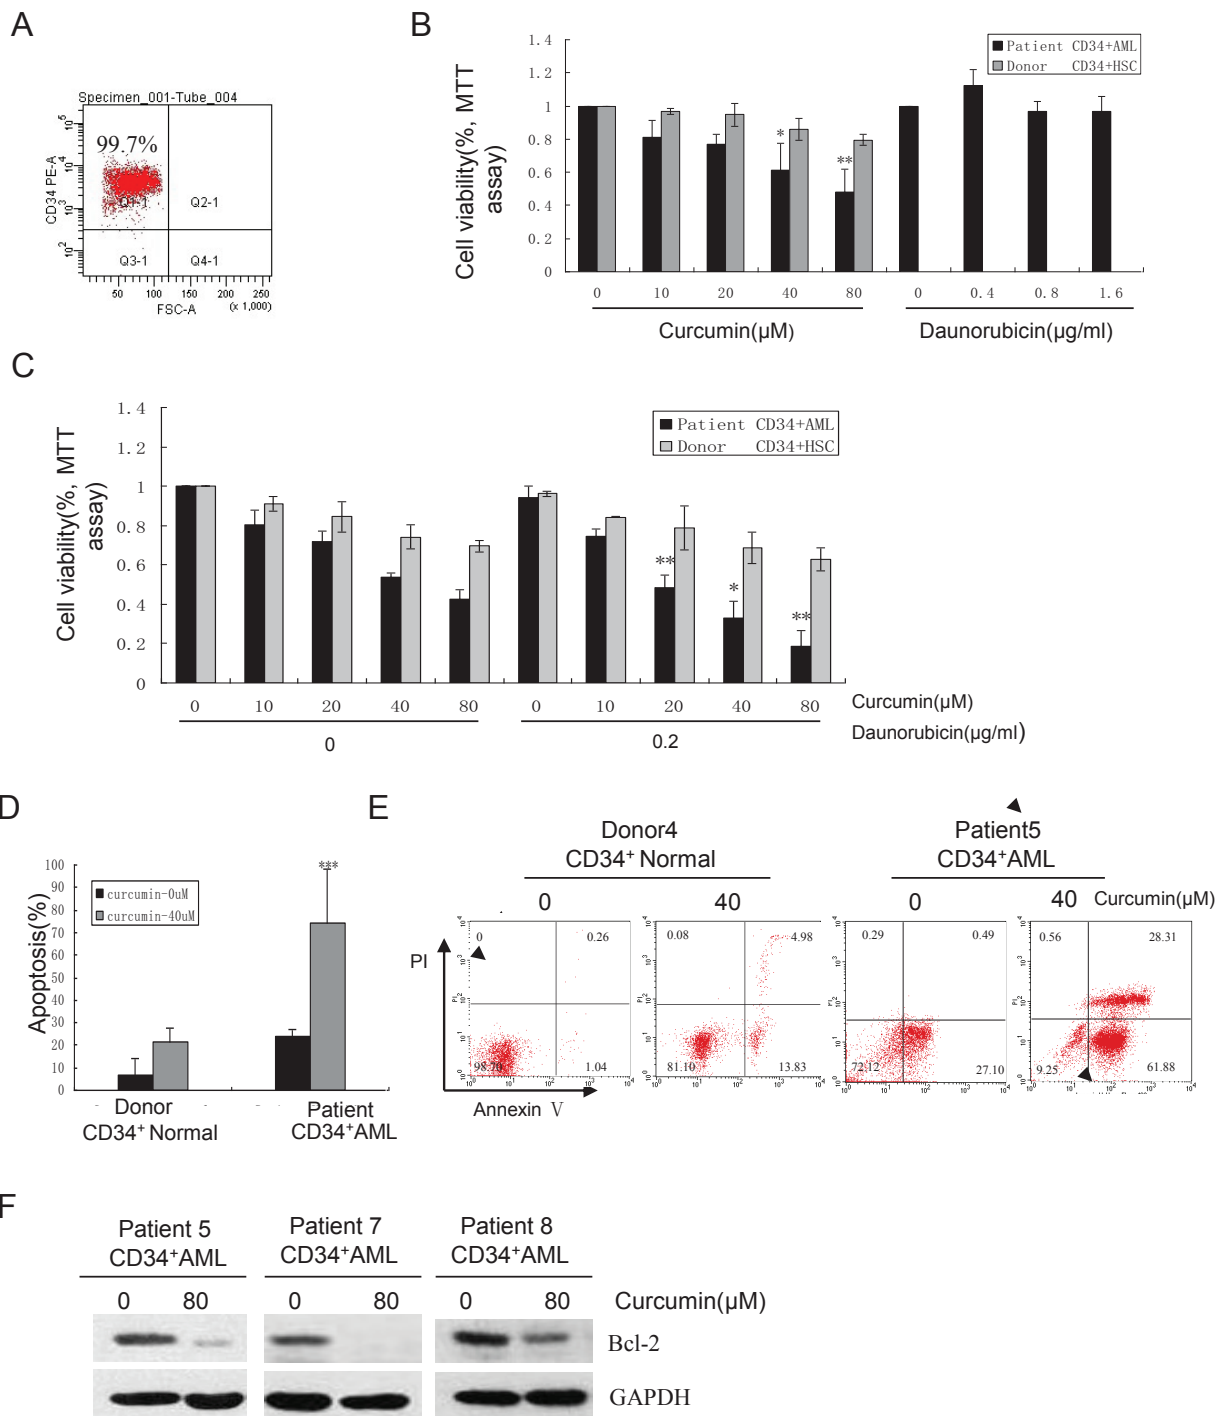 A
Specimen_001-Tube_004
99.7%
CD34 PE-A
10^5
10^4
10^3
10^2
Q2-1
Q3-1
Q4-1
50 100 150 200 250
FSC-A
(x 1,000)
B
Cell viability(%, MTT
assay)
1.4
1.2
1
0.8
0.6
0.4
0.2
0
Patient CD34+AML
Donor CD34+HSC
*
**
0 10 20 40 80 0 0.4 0.8 1.6
Curcumin(µM) Daunorubicin(µg/ml)
C
Cell viability(%, MTT
assay)
1.4
1.2
1
0.8
0.6
0.4
0.2
0
Patient CD34+AML
Donor CD34+HSC
**
*
**
0 10 20 40 80 0 10 20 40 80 Curcumin(µM)
0 0.2 Daunorubicin(µg/ml)
D
Apoptosis(%)
100
90
80
70
60
50
40
30
20
10
0
curcumin-0uM
curcumin-40uM
***
Donor
CD34+ Normal
Patient
CD34+AML
E
Donor4
CD34+ Normal
Patient5
CD34+AML
0 40 0 40 Curcumin(µM)
PI
0 0.26
98.70 1.04
0.08 4.98
81.10 13.83
0.29 0.49
72.12 27.10
0.56 28.31
9.25 61.88
Annexin V
F
Patient 5
CD34+AML
Patient 7
CD34+AML
Patient 8
CD34+AML
0 80 0 80 0 80 Curcumin(µM)
Bcl-2
GAPDH